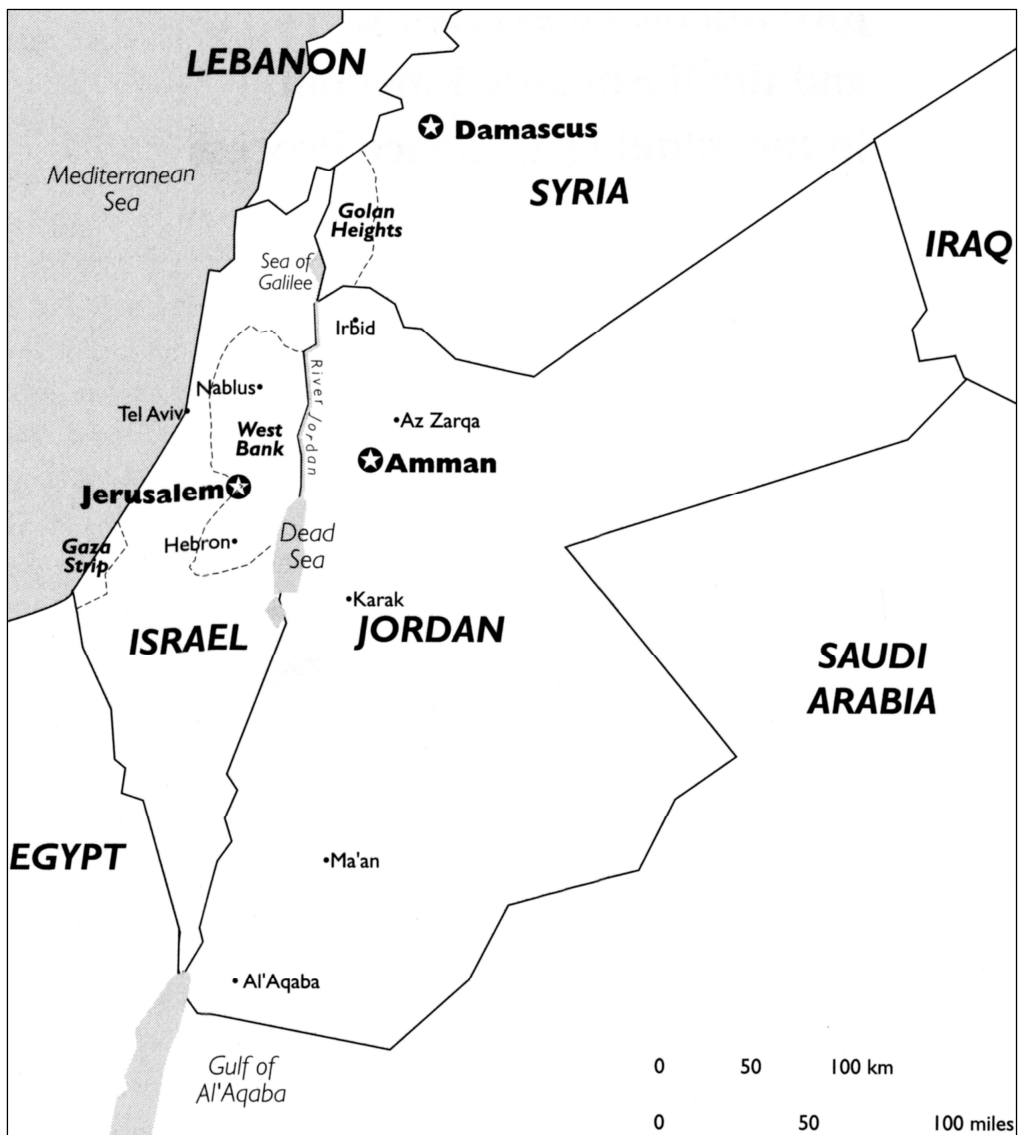 LEBANON
Damascus
Mediterranean
Sea
SYRIA
Golan
Heights
IRAQ
Sea of
Galilee
Irbid
River Jordan
Nablus
Tel Aviv
Az Zarqa
West
Bank
Amman
Jerusalem
Dead
Sea
Gaza
Strip
Hebron
Karak
ISRAEL
JORDAN
SAUDI
ARABIA
EGYPT
Ma'an
Al'Aqaba
Gulf of
Al'Aqaba
0 50 100 km
0 50 100 miles